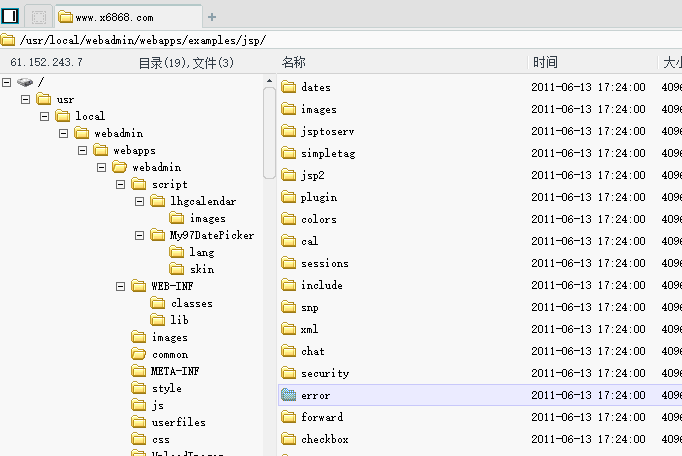 www.x6868.com
/usr/local/webadmin/webapps/examples/jsp/
61.152.243.7 目录(19),文件(3) 名称 时间 大小
/
usr
local
webadmin
webapps
webadmin
script
lhgcalendar
images
My97DatePicker
lang
skin
WEB-INF
classes
lib
images
common
META-INF
style
js
userfiles
css
UploadImages
dates 2011-06-13 17:24:00 4096
images 2011-06-13 17:24:00 4096
jsptoserv 2011-06-13 17:24:00 4096
simpletag 2011-06-13 17:24:00 4096
jsp2 2011-06-13 17:24:00 4096
plugin 2011-06-13 17:24:00 4096
colors 2011-06-13 17:24:00 4096
cal 2011-06-13 17:24:00 4096
sessions 2011-06-13 17:24:00 4096
include 2011-06-13 17:24:00 4096
snp 2011-06-13 17:24:00 4096
xml 2011-06-13 17:24:00 4096
chat 2011-06-13 17:24:00 4096
security 2011-06-13 17:24:00 4096
error 2011-06-13 17:24:00 4096
forward 2011-06-13 17:24:00 4096
checkbox 2011-06-13 17:24:00 4096